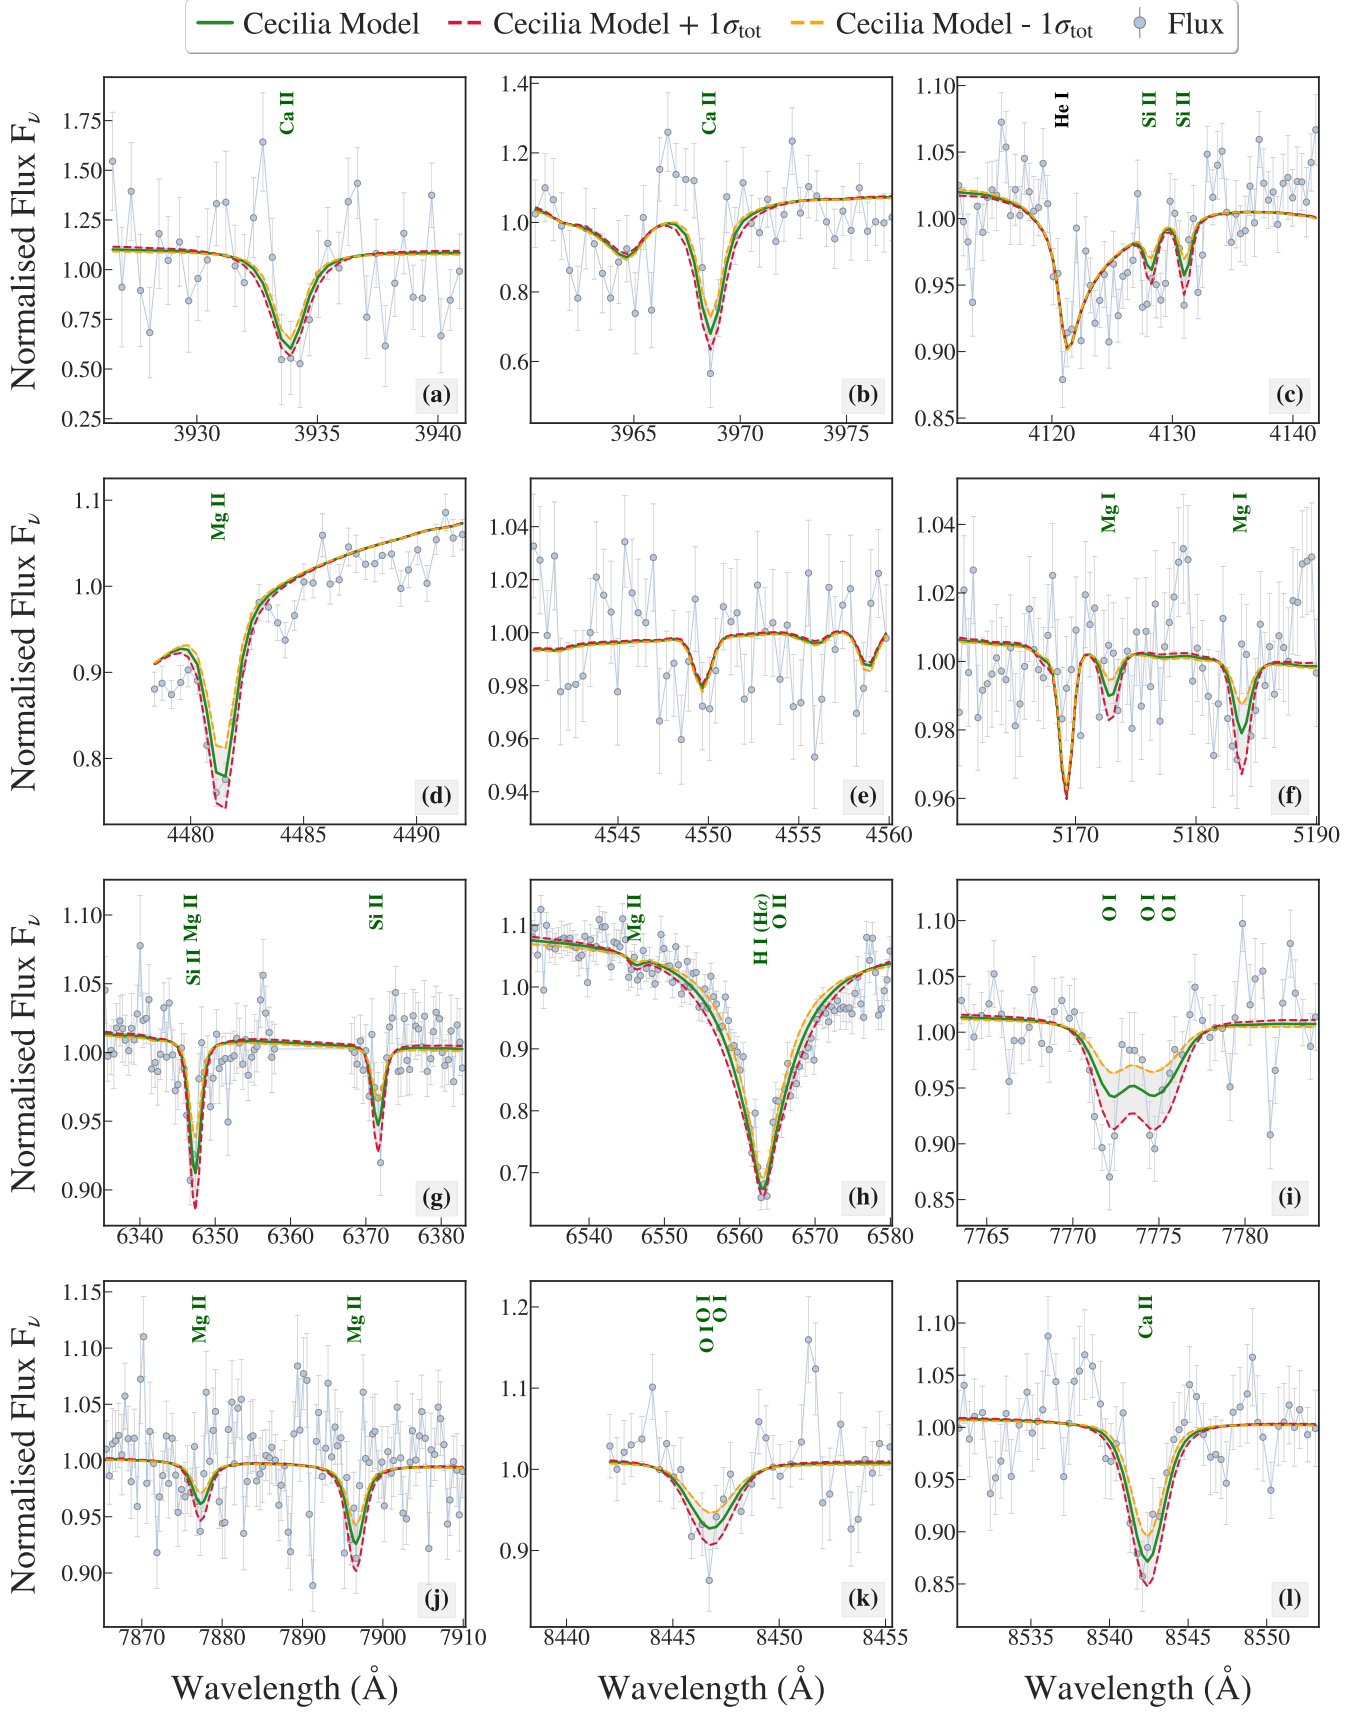 Cecilia Model Cecilia Model + 1σtot Cecilia Model - 1σtot Flux
Normalised Flux Fν
1.75
1.50
1.25
1.00
0.75
0.50
0.25
Ca II
(a)
3930 3935 3940
1.4
1.2
1.0
0.8
0.6
Ca II
(b)
3965 3970 3975
1.10
1.05
1.00
0.95
0.90
0.85
He I
Si II
Si II
(c)
4120 4130 4140
Normalised Flux Fν
1.1
1.0
0.9
0.8
Mg II
(d)
4480 4485 4490
1.04
1.02
1.00
0.98
0.96
0.94
(e)
4545 4550 4555 4560
1.04
1.02
1.00
0.98
0.96
Mg I
Mg I
(f)
5170 5180 5190
Normalised Flux Fν
1.10
1.05
1.00
0.95
0.90
Si II Mg II
Si II
(g)
6340 6350 6360 6370 6380
1.1
1.0
0.9
0.8
0.7
Mg II
H I (Hα)
O II
(h)
6540 6550 6560 6570 6580
1.10
1.05
1.00
0.95
0.90
0.85
O I
O I
O I
(i)
7765 7770 7775 7780
Normalised Flux Fν
1.15
1.10
1.05
1.00
0.95
0.90
Mg II
Mg II
(j)
7870 7880 7890 7900 7910
Wavelength (Å)
1.2
1.1
1.0
0.9
O I O I
O I
(k)
8440 8445 8450 8455
Wavelength (Å)
1.10
1.05
1.00
0.95
0.90
0.85
Ca II
(l)
8535 8540 8545 8550
Wavelength (Å)